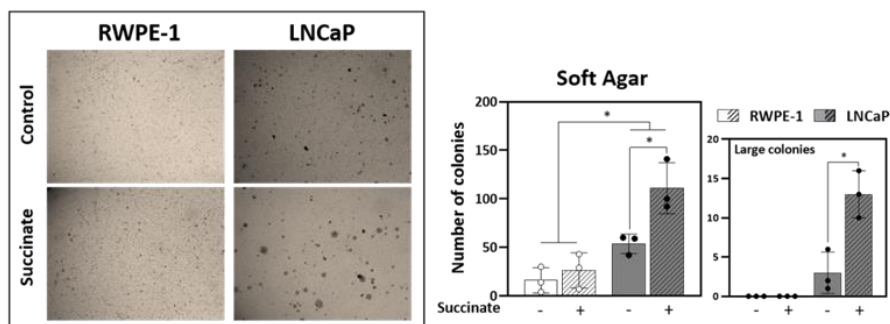 RWPE-1 LNCaP
Control
Succinate
Soft Agar
Number of colonies
200
150
100
50
0
*
*
Succinate - + - +
RWPE-1 LNCaP
Large colonies
20
15
10
5
0
*
- + - +